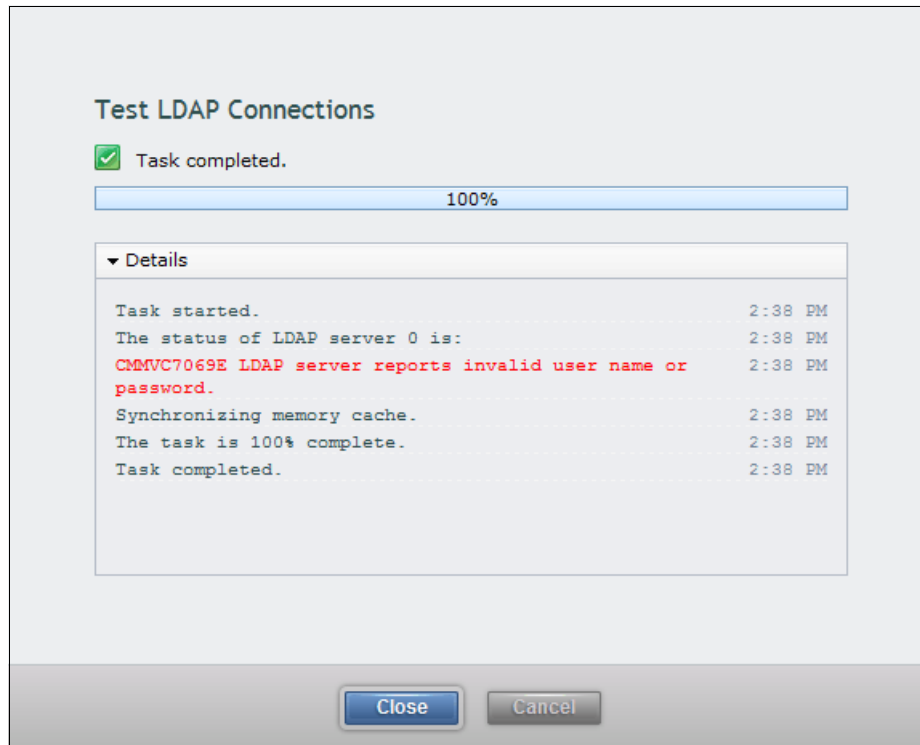 Test LDAP Connections
Task completed.
100%
Details
Task started. 2:38 PM
The status of LDAP server 0 is: 2:38 PM
CMMVC7069E LDAP server reports invalid user name or 2:38 PM
password.
Synchronizing memory cache. 2:38 PM
The task is 100% complete. 2:38 PM
Task completed. 2:38 PM
Close Cancel